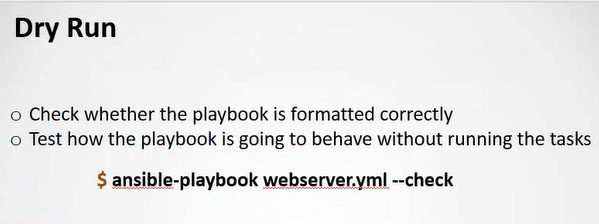 Dry Run
o Check whether the playbook is formatted correctly
o Test how the playbook is going to behave without running the tasks
$ ansible-playbook webserver.yml --check